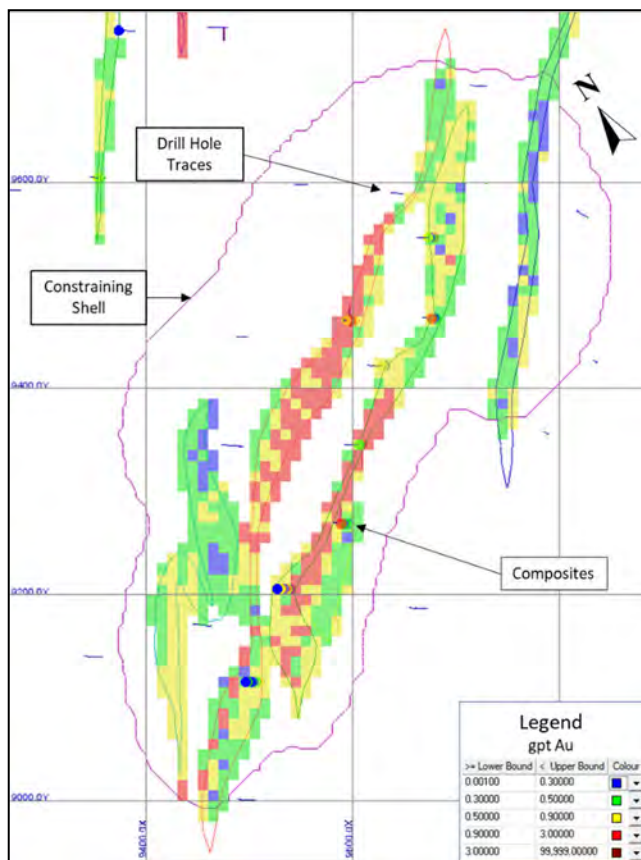 N
Drill Hole
Traces
9600.0Y
Constraining
Shell
9400.0Y
Composites
9200.0Y
9000.0Y
9400.0X
9600.0X
Legend
gpt Au
>= Lower Bound < Upper Bound Colour
0.00100 0.30000
0.30000 0.50000
0.50000 0.90000
0.90000 3.00000
3.00000 99,999.00000